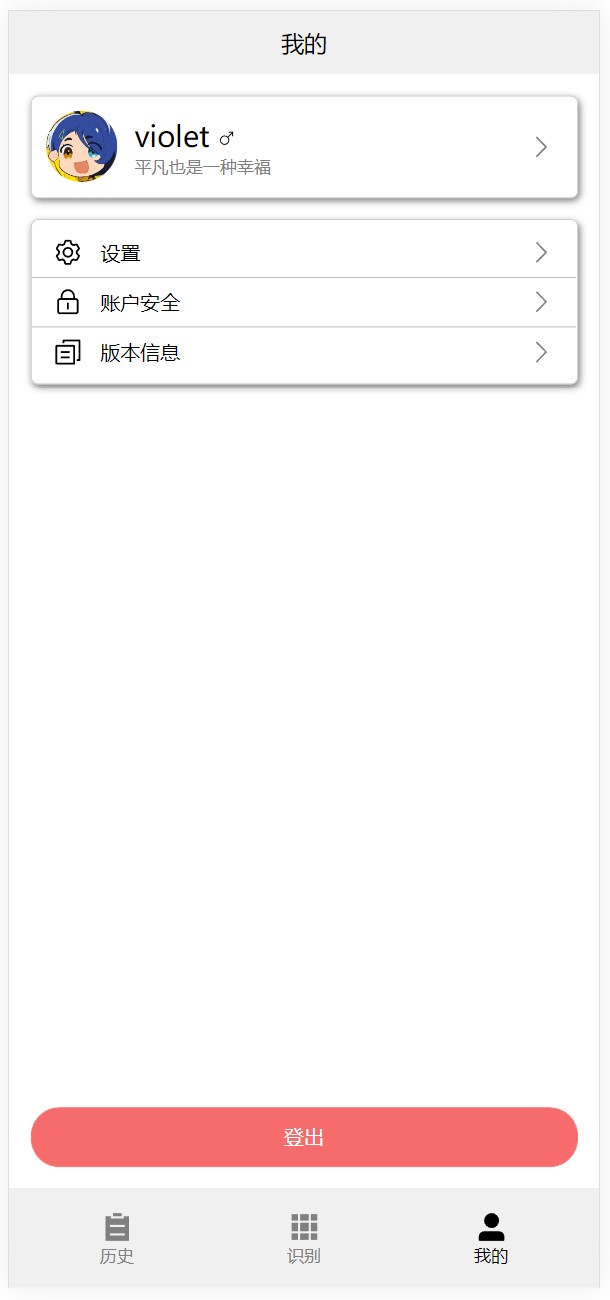 我的
violet ♂
平凡也是一种幸福
设置
账户安全
版本信息
登出
历史
识别
我的